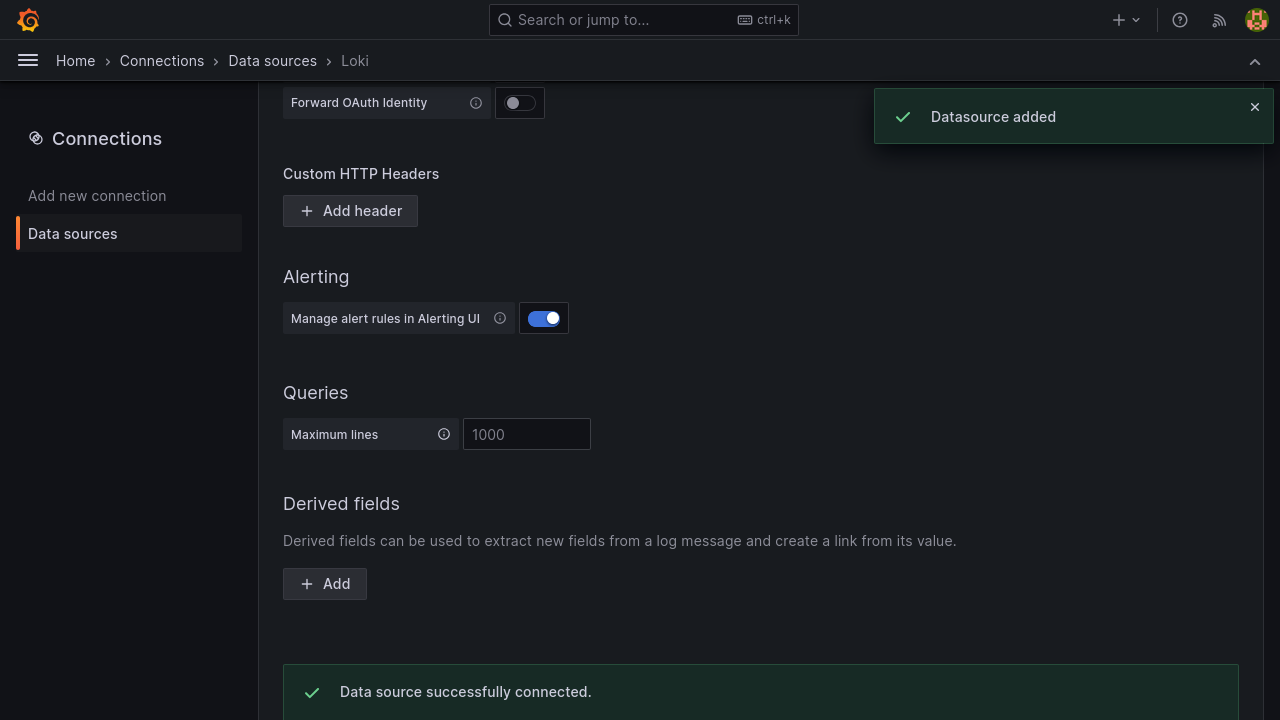 Search or jump to...
ctrl+k
Home
Connections
Data sources
Loki
Forward OAuth Identity
Datasource added
Connections
Add new connection
Data sources
Custom HTTP Headers
Add header
Alerting
Manage alert rules in Alerting UI
Queries
Maximum lines
1000
Derived fields
Derived fields can be used to extract new fields from a log message and create a link from its value.
Add
Data source successfully connected.